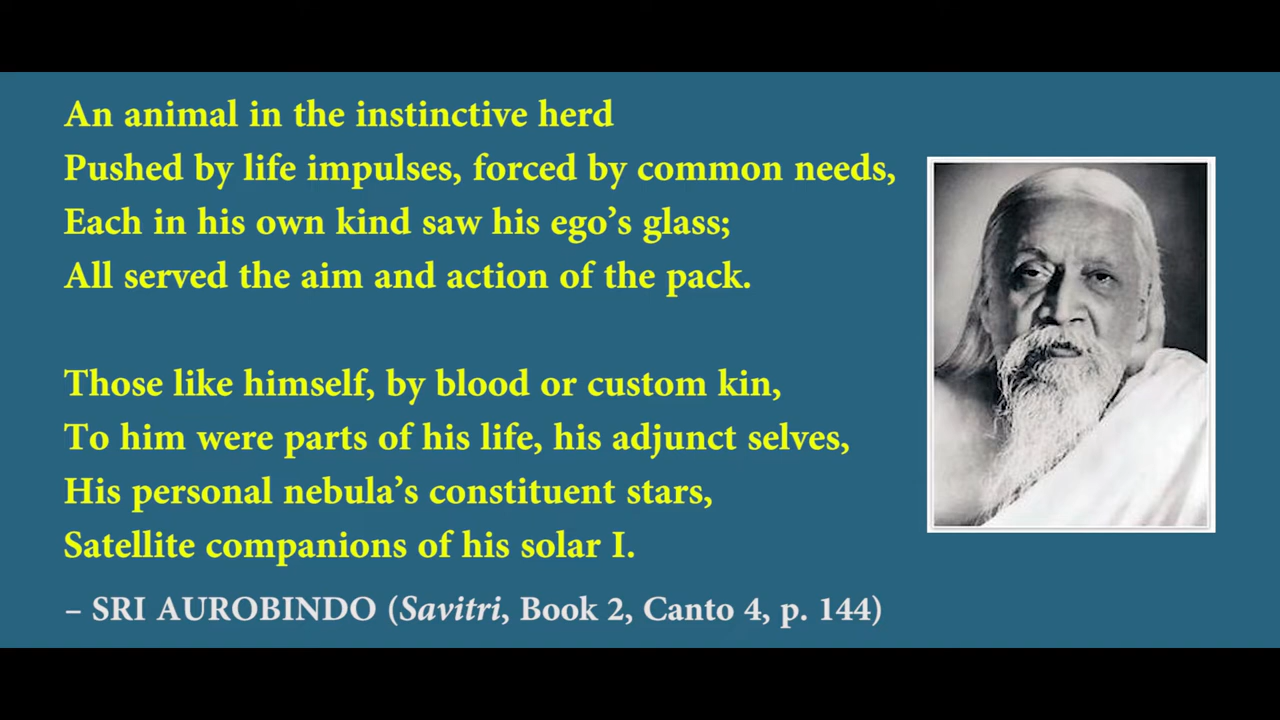 An animal in the instinctive herd
Pushed by life impulses, forced by common needs,
Each in his own kind saw his ego’s glass;
All served the aim and action of the pack.
Those like himself, by blood or custom kin,
To him were parts of his life, his adjunct selves,
His personal nebula’s constituent stars,
Satellite companions of his solar I.
– SRI AUROBINDO (Savitri, Book 2, Canto 4, p. 144)